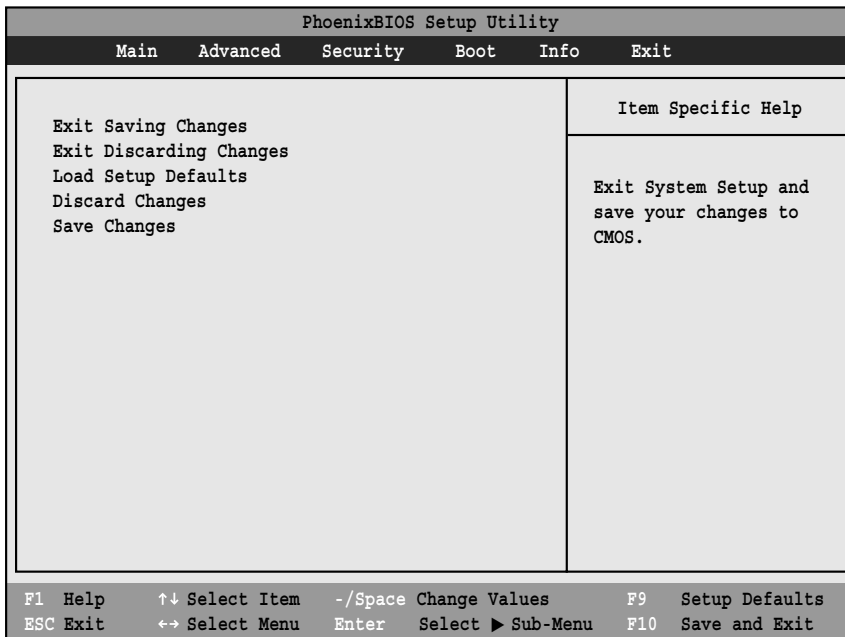 PhoenixBIOS Setup Utility
Main Advanced Security Boot Info Exit
Exit Saving Changes
Exit Discarding Changes
Load Setup Defaults
Discard Changes
Save Changes
Item Specific Help
Exit System Setup and
save your changes to
CMOS.
F1 Help ↑↓ Select Item -/Space Change Values F9 Setup Defaults
ESC Exit ←→ Select Menu Enter Select ▶ Sub-Menu F10 Save and Exit